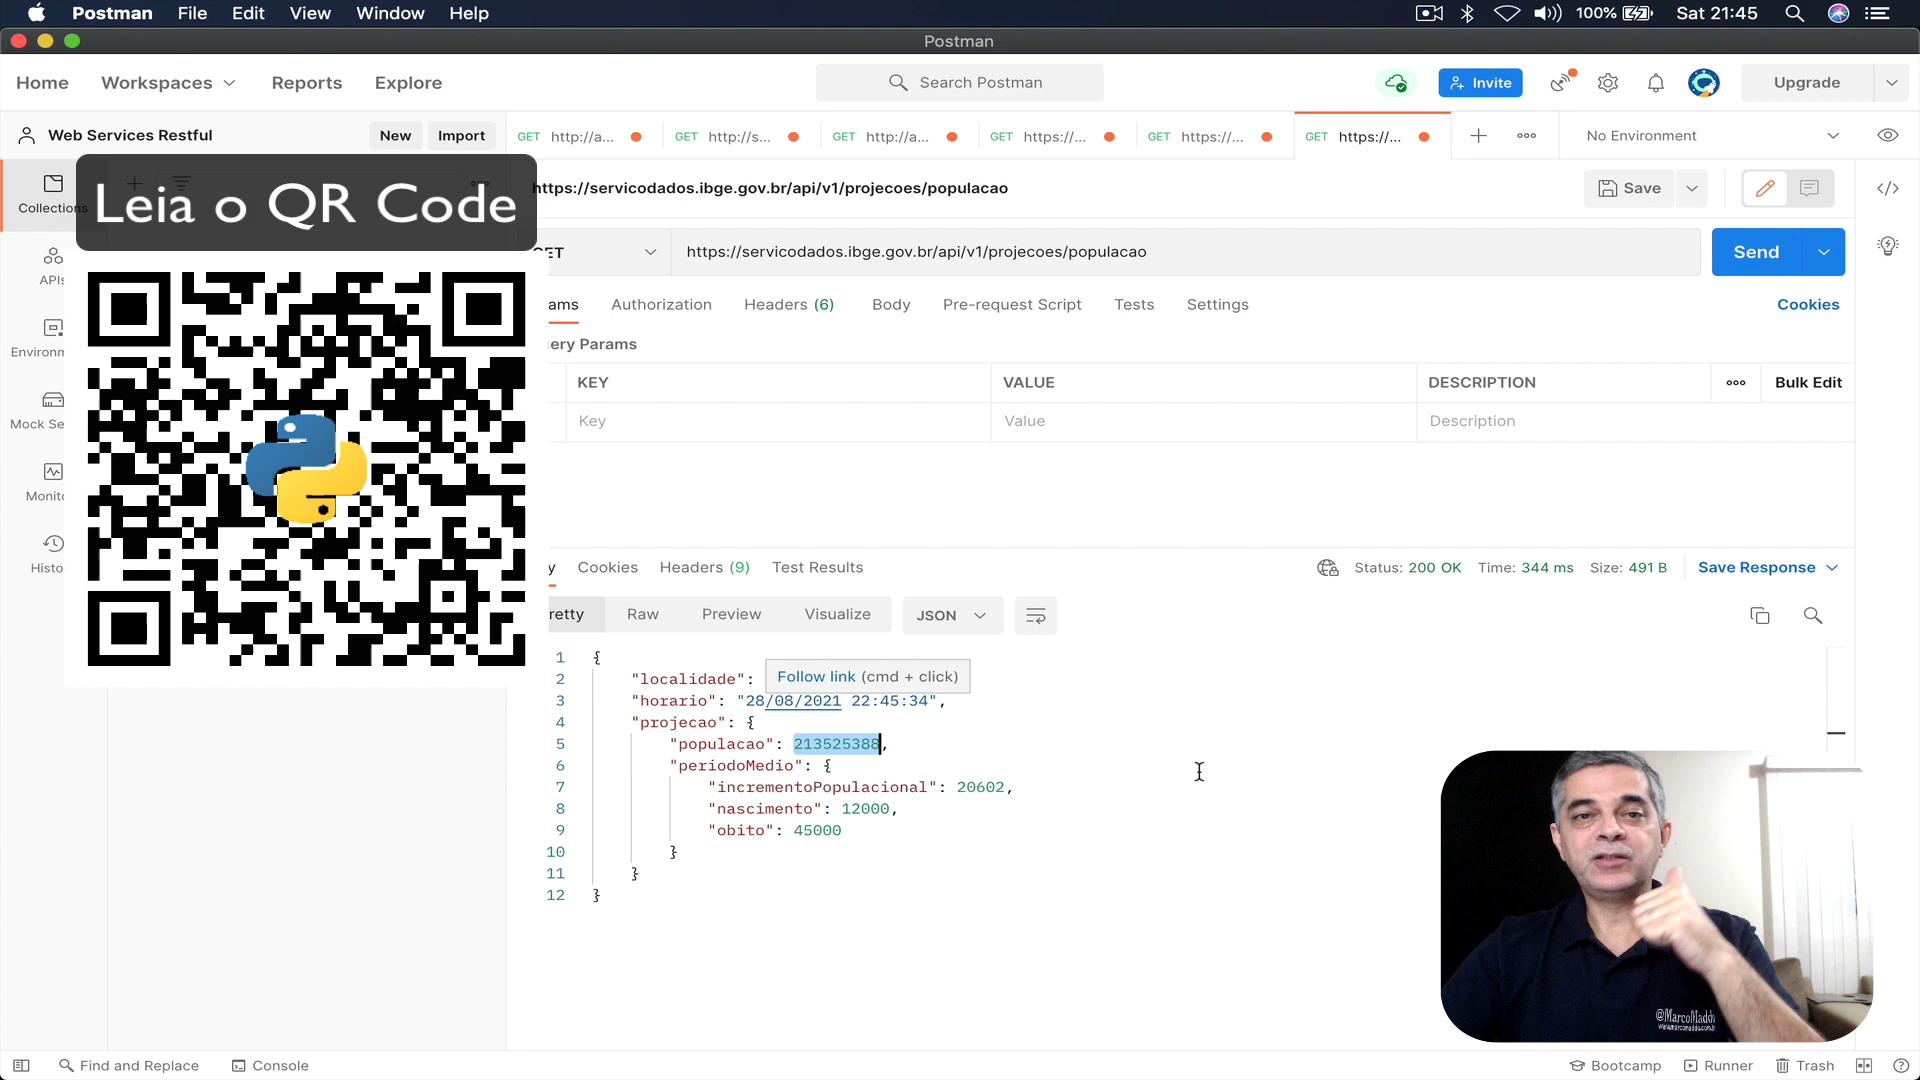 Postman File Edit View Window Help 100% Sat 21:45
Postman
Home Workspaces Reports Explore Search Postman Invite Upgrade
Web Services Restful New Import GET http://a... GET http://s... GET http://a... GET https://... GET https://... GET https://... No Environment
Leia o QR Code
https://servicodados.ibge.gov.br/api/v1/projecoes/populacao Save
Collections
ET https://servicodados.ibge.gov.br/api/v1/projecoes/populacao Send
APIs
ams Authorization Headers (6) Body Pre-request Script Tests Settings Cookies
ery Params
Environm
KEY VALUE DESCRIPTION Bulk Edit
Key Value Description
Mock Se
Monito
Histo
y Cookies Headers (9) Test Results Status: 200 OK Time: 344 ms Size: 491 B Save Response
retty Raw Preview Visualize JSON
1 {
2 "localidade":
Follow link (cmd + click)
3 "horario": "28/08/2021 22:45:34",
4 "projecao": {
5 "populacao": 213525388,
6 "periodoMedio": {
7 "incrementoPopulacional": 20602,
8 "nascimento": 12000,
9 "obito": 45000
10 }
11 }
12 }
@MarcoMaddo
www.marcomaddo.com.br
Find and Replace Console Bootcamp Runner Trash